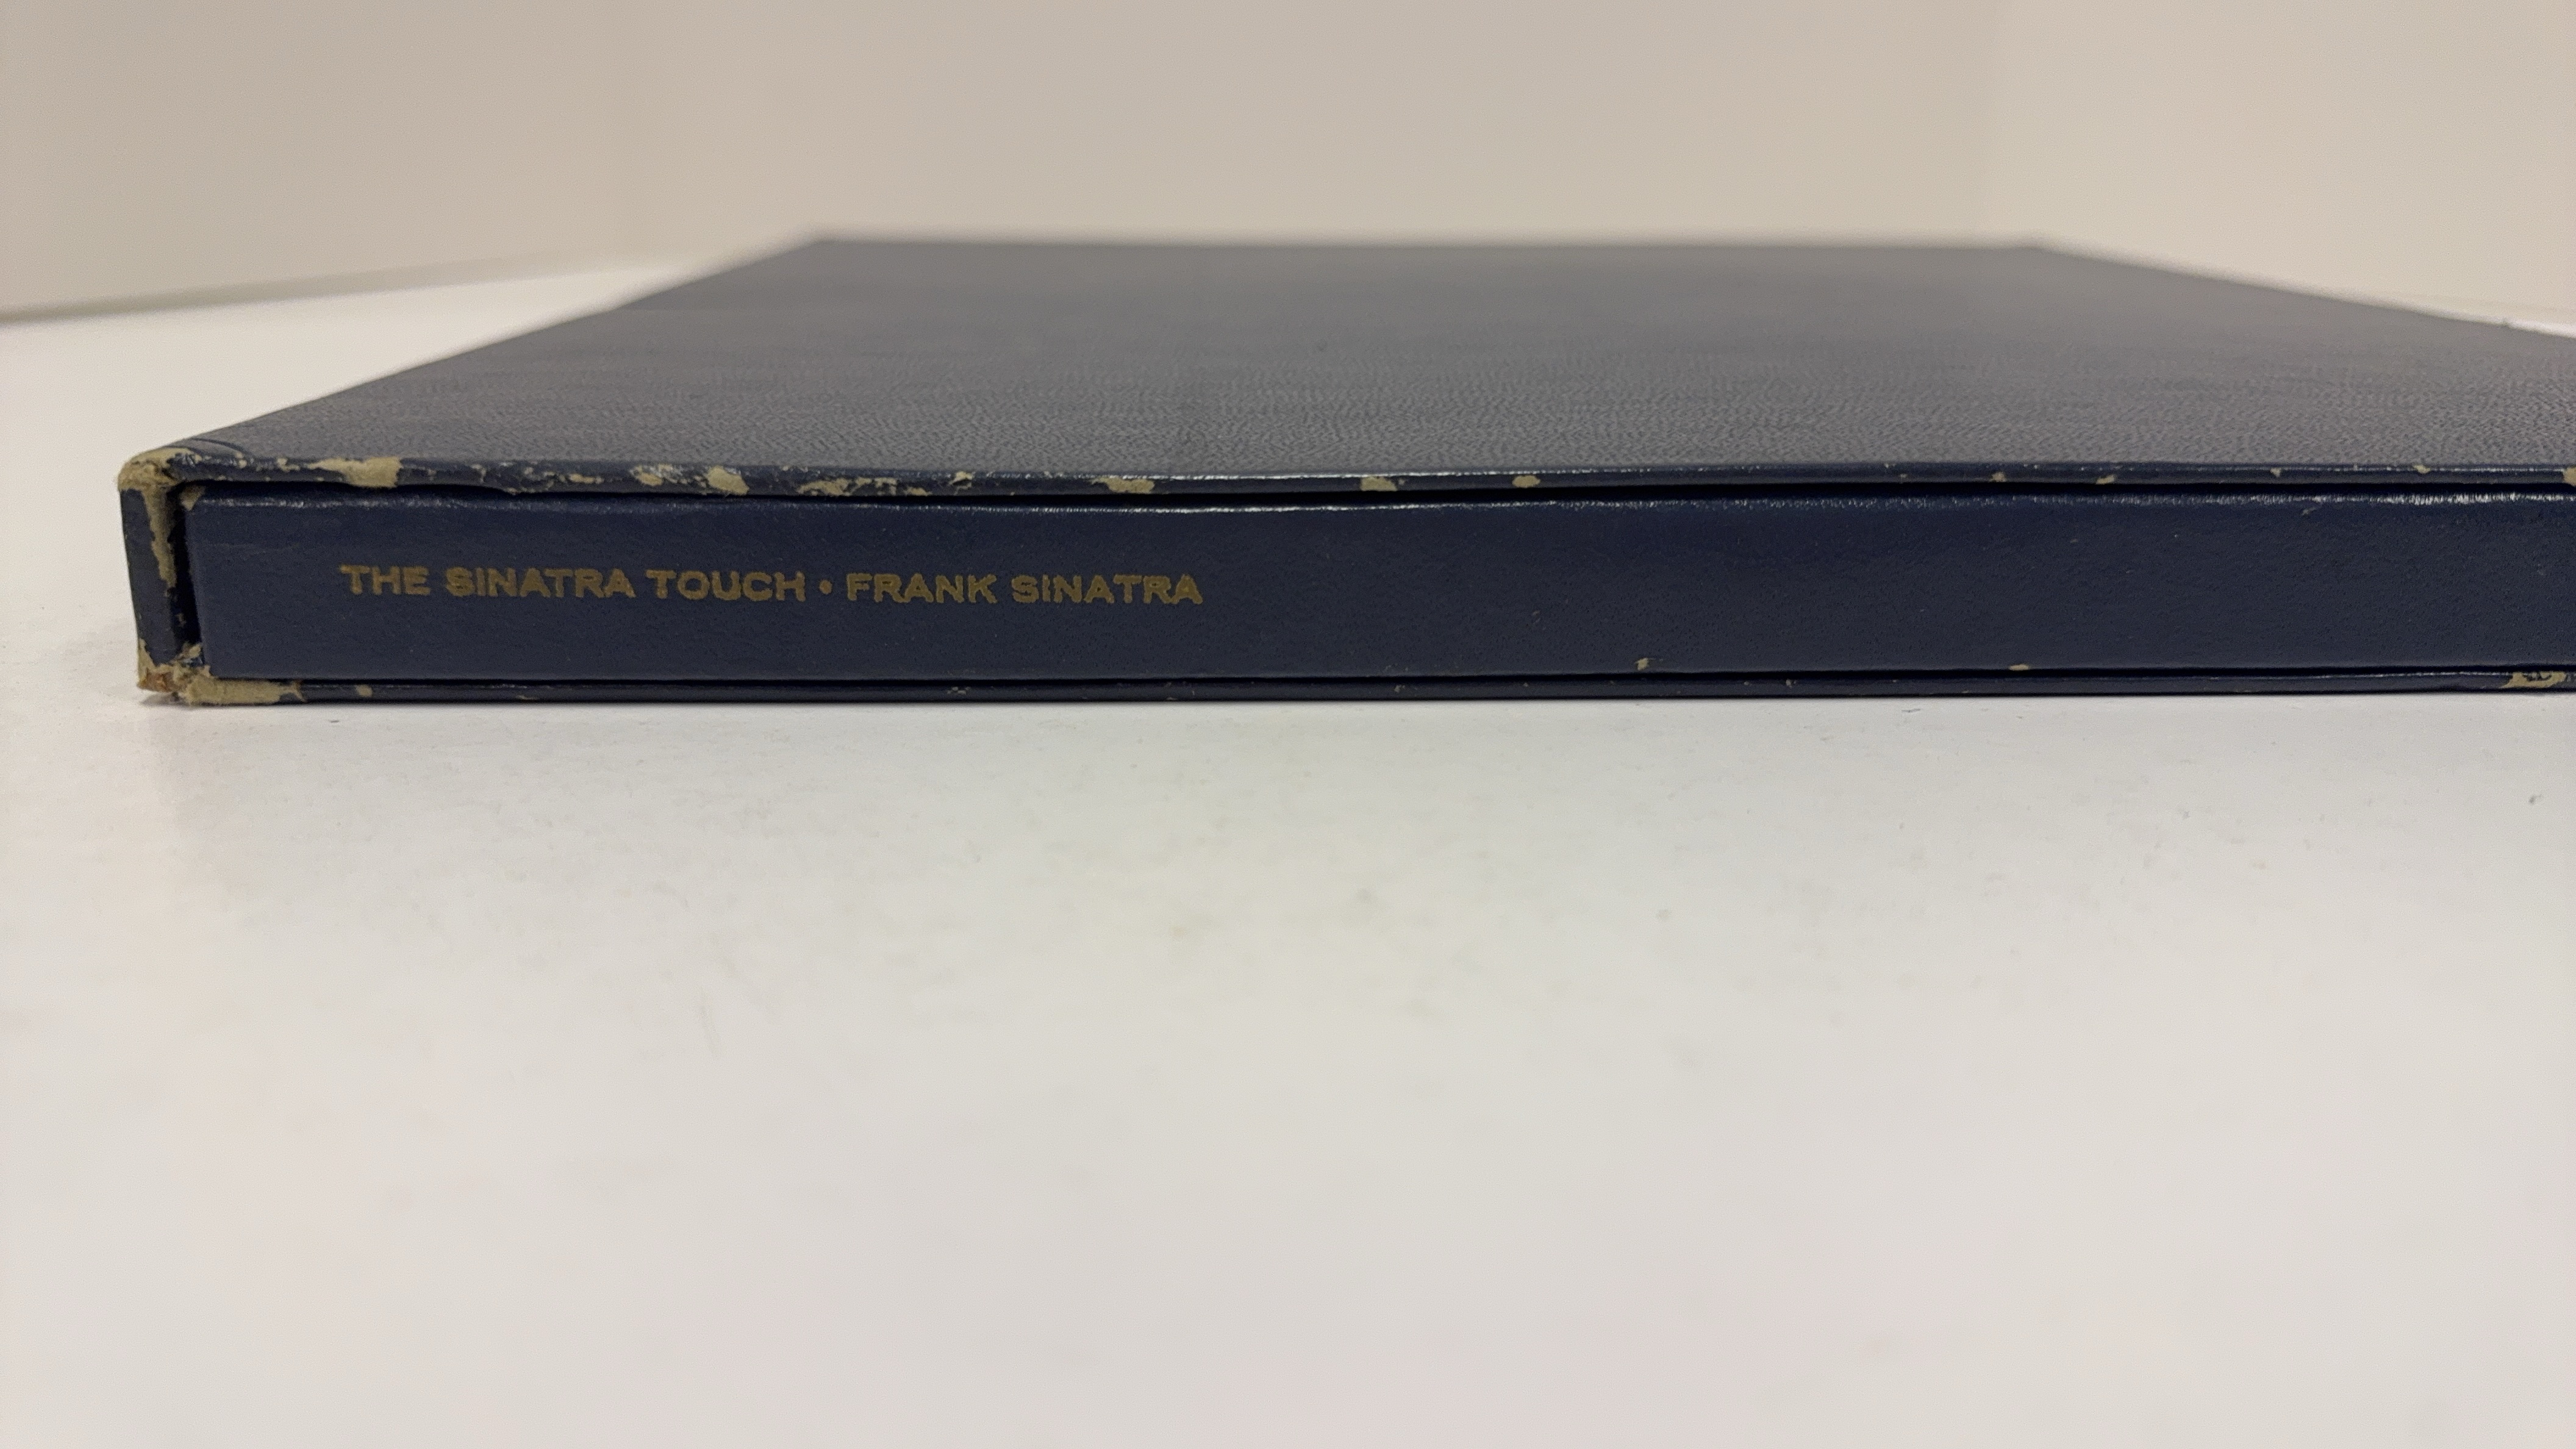 THE SINATRA TOUCH • FRANK SINATRA